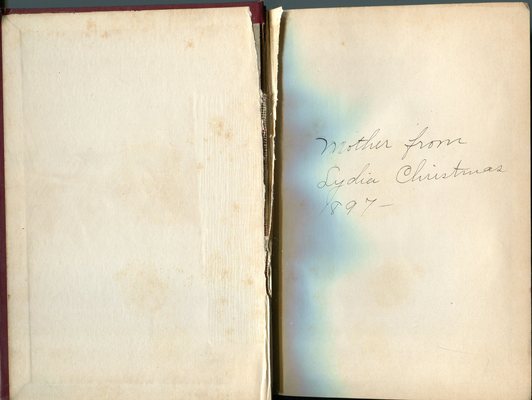 Mother from
Lydia Christmas
1897-